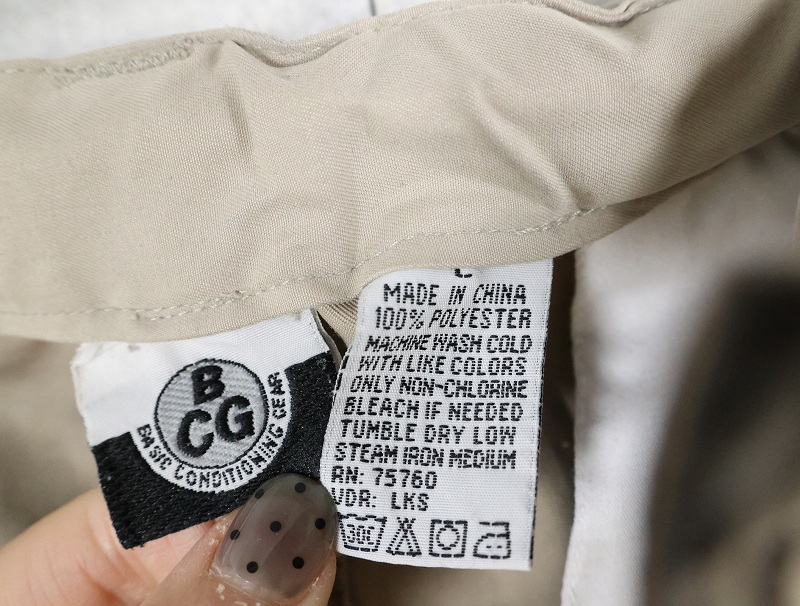 B
CG
BASIC CONDITIONING GEAR
L
MADE IN CHINA
100% POLYESTER
MACHINE WASH COLD
WITH LIKE COLORS
ONLY NON-CHLORINE
BLEACH IF NEEDED
TUMBLE DRY LOW
STEAM IRON MEDIUM
RN: 75760
VDR: LKS
30C